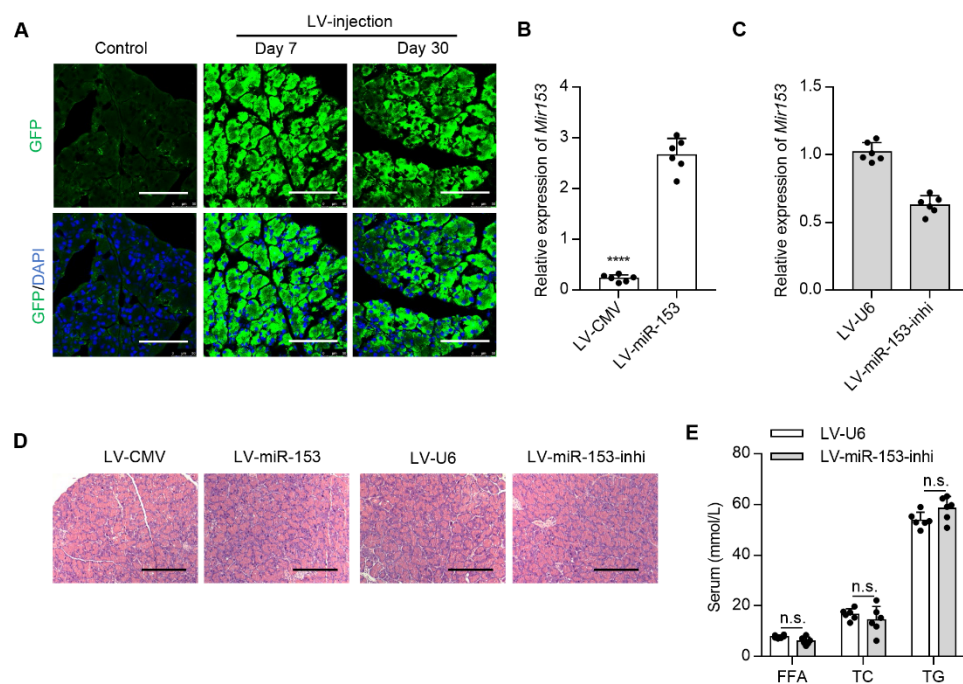 A
LV-injection
Control
Day 7
Day 30
GFP
GFP/DAPI
B
Relative expression of Mir153
4
3
2
1
0
****
LV-CMV
LV-miR-153
C
Relative expression of Mir153
1.5
1.0
0.5
0.0
LV-U6
LV-miR-153-inhi
D
LV-CMV
LV-miR-153
LV-U6
LV-miR-153-inhi
E
LV-U6
LV-miR-153-inhi
Serum (mmol/L)
80
60
40
20
0
n.s.
n.s.
n.s.
FFA
TC
TG